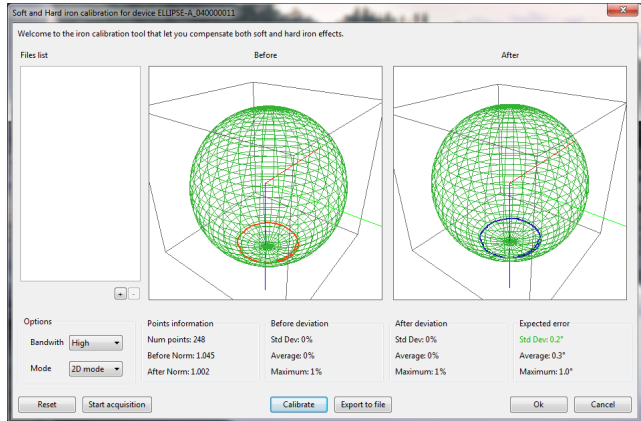 Soft and Hard iron calibration for device ELLIPSE-A_040000011
Welcome to the iron calibration tool that let you compensate both soft and hard iron effects.
Files list
Before
After
+ -
Options
Bandwith High
Mode 2D mode
Points information
Num points: 248
Before Norm: 1.045
After Norm: 1.002
Before deviation
Std Dev: 0%
Average: 0%
Maximum: 1%
After deviation
Std Dev: 0%
Average: 0%
Maximum: 1%
Expected error
Std Dev: 0.2°
Average: 0.3°
Maximum: 1.0°
Reset Start acquisition Calibrate Export to file Ok Cancel